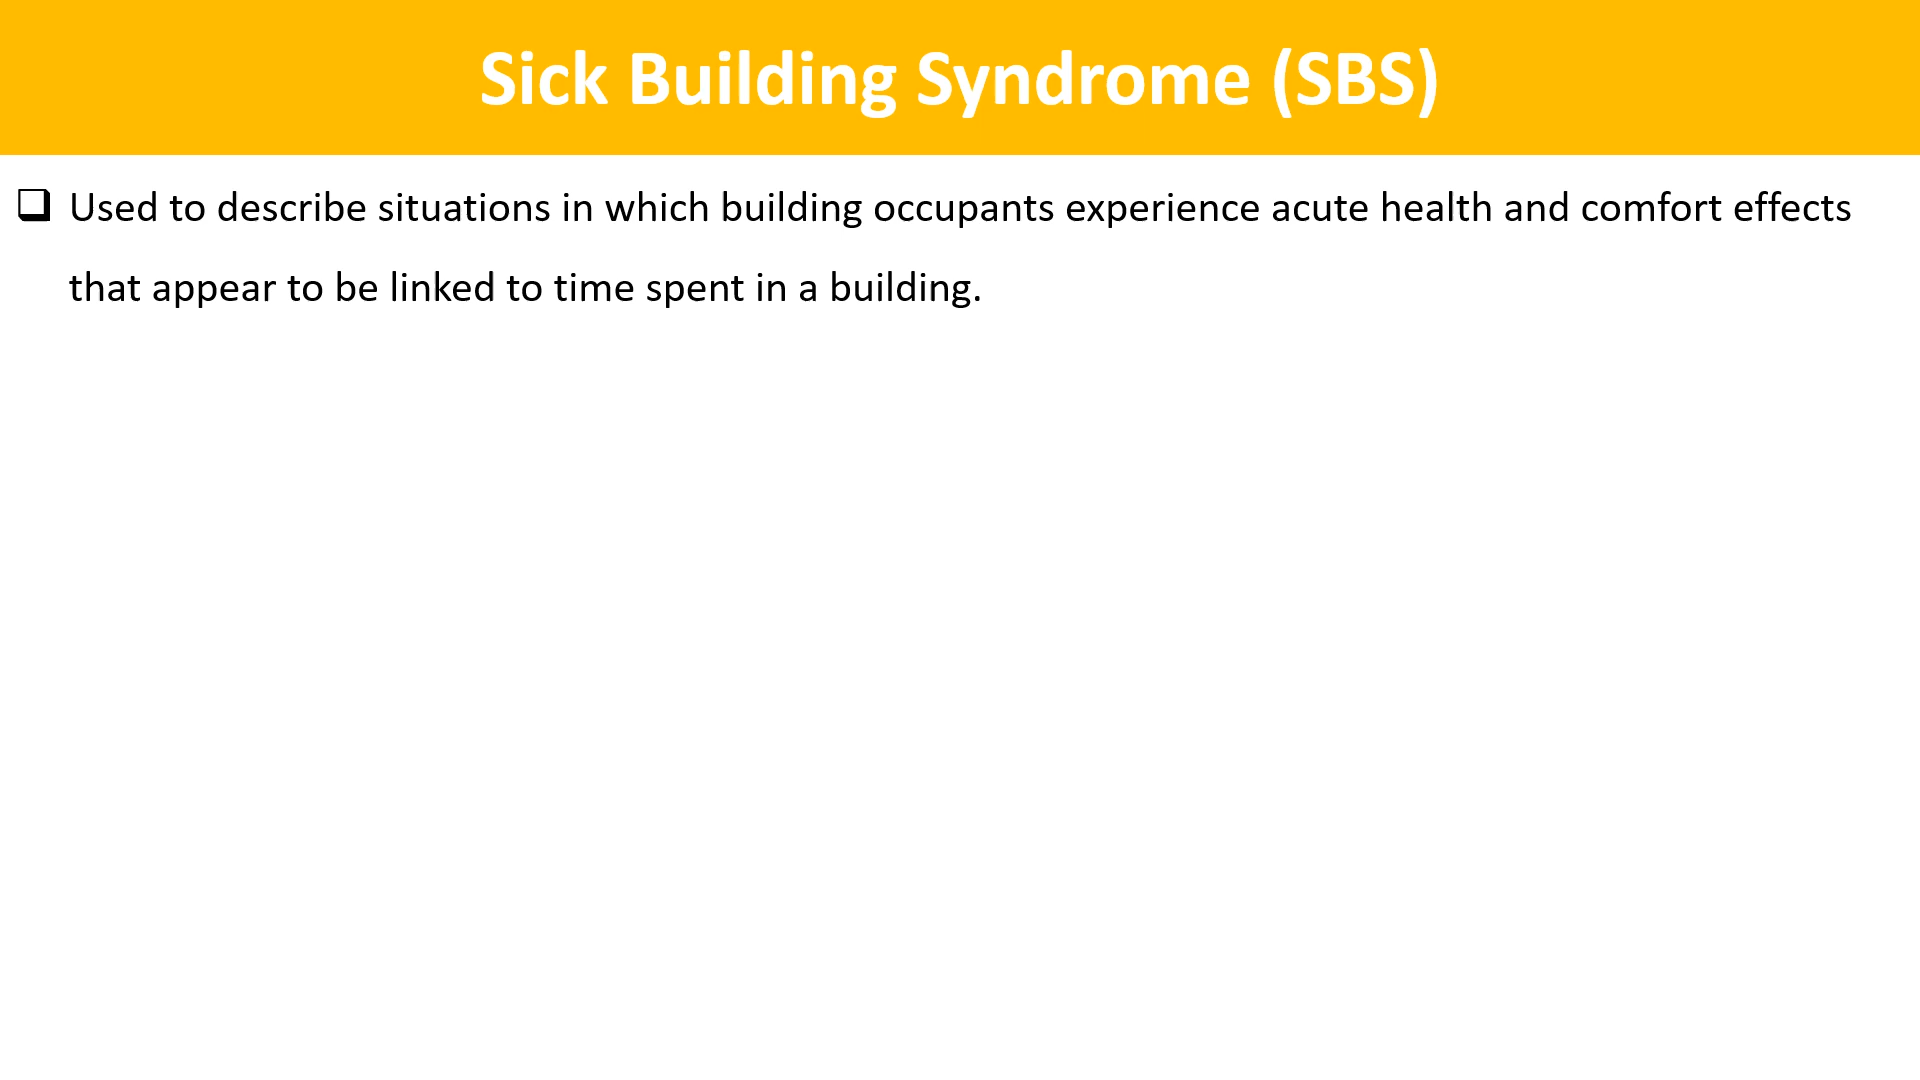 Sick Building Syndrome (SBS)
❑ Used to describe situations in which building occupants experience acute health and comfort effects
that appear to be linked to time spent in a building.